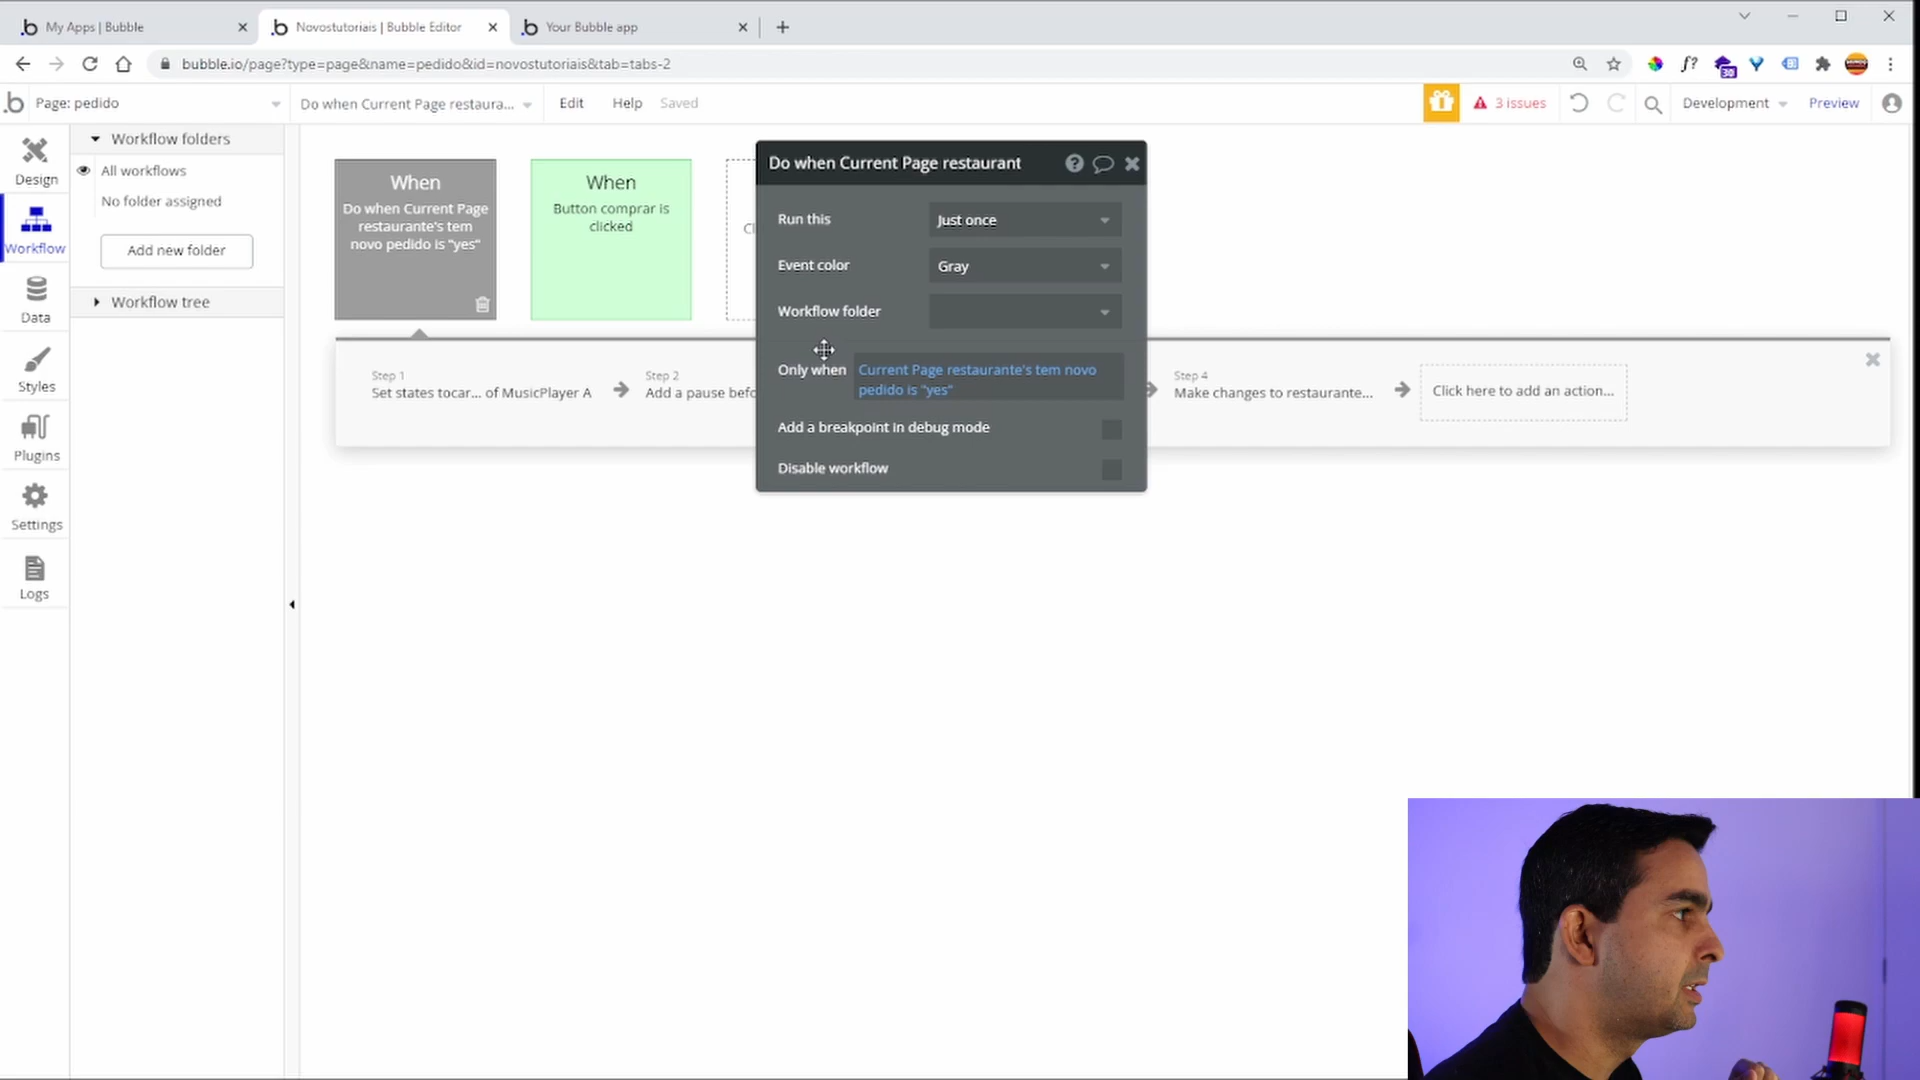 My Apps | Bubble
Novostutoriais | Bubble Editor
Your Bubble app
bubble.io/page?type=page&name=pedido&id=novostutoriais&tab=tabs-2
30
Page: pedido
Do when Current Page restaura...
Edit
Help
Saved
3 issues
Development
Preview
Design
Workflow
Data
Styles
Plugins
Settings
Logs
Workflow folders
All workflows
No folder assigned
Add new folder
Workflow tree
When
Do when Current Page
restaurante's tem
novo pedido is "yes"
When
Button comprar is
clicked
Step 1
Set states tocar... of MusicPlayer A
Step 2
Step 4
Make changes to restaurante...
Click here to add an action...
Do when Current Page restaurant
Run this
Just once
Event color
Gray
Workflow folder
Only when
Current Page restaurante's tem novo
pedido is "yes"
Add a breakpoint in debug mode
Disable workflow